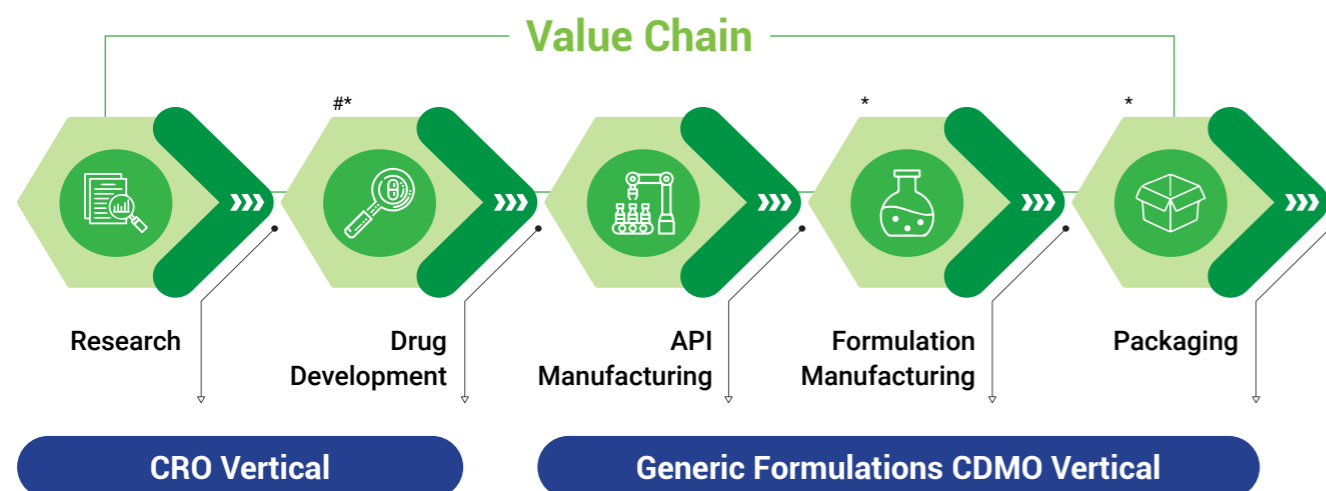 Value Chain
#*
*
*
Research
Drug
Development
API
Manufacturing
Formulation
Manufacturing
Packaging
CRO Vertical
Generic Formulations CDMO Vertical